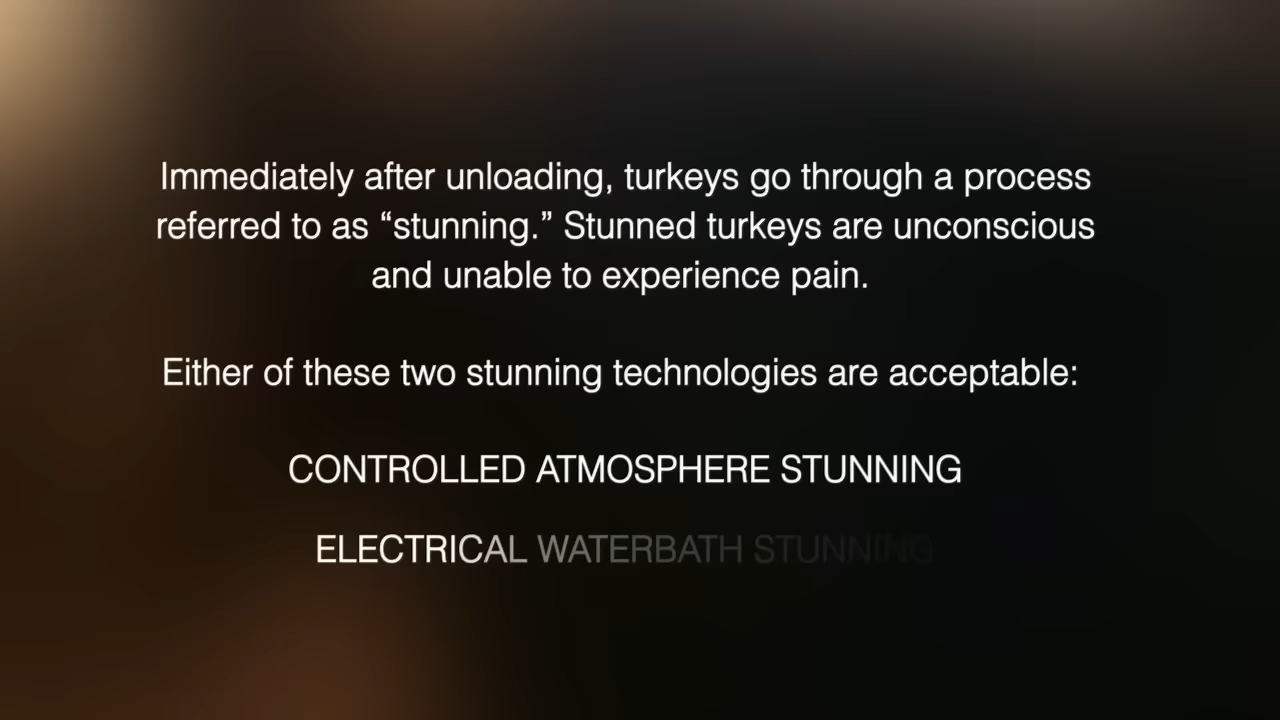 Immediately after unloading, turkeys go through a process
referred to as “stunning.” Stunned turkeys are unconscious
and unable to experience pain.
Either of these two stunning technologies are acceptable:
CONTROLLED ATMOSPHERE STUNNING
ELECTRICAL WATERBATH STUNNING